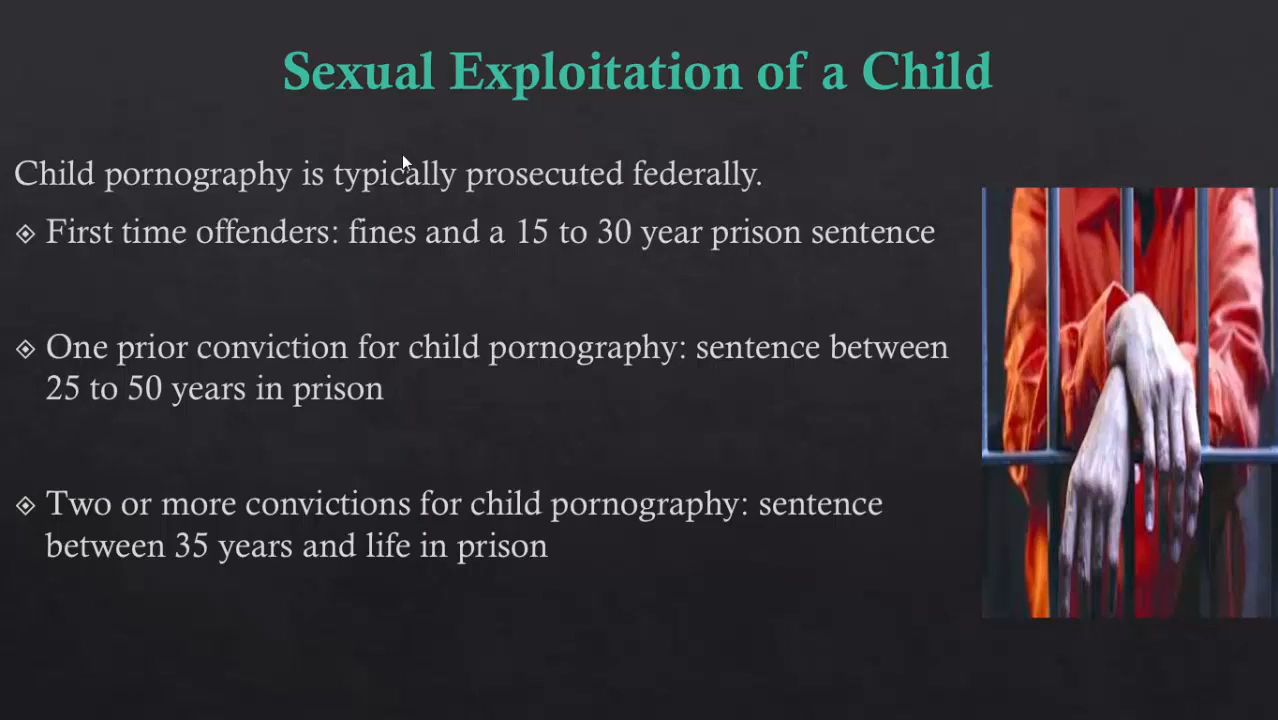 Sexual Exploitation of a Child
Child pornography is typically prosecuted federally.
First time offenders: fines and a 15 to 30 year prison sentence
One prior conviction for child pornography: sentence between
25 to 50 years in prison
Two or more convictions for child pornography: sentence
between 35 years and life in prison